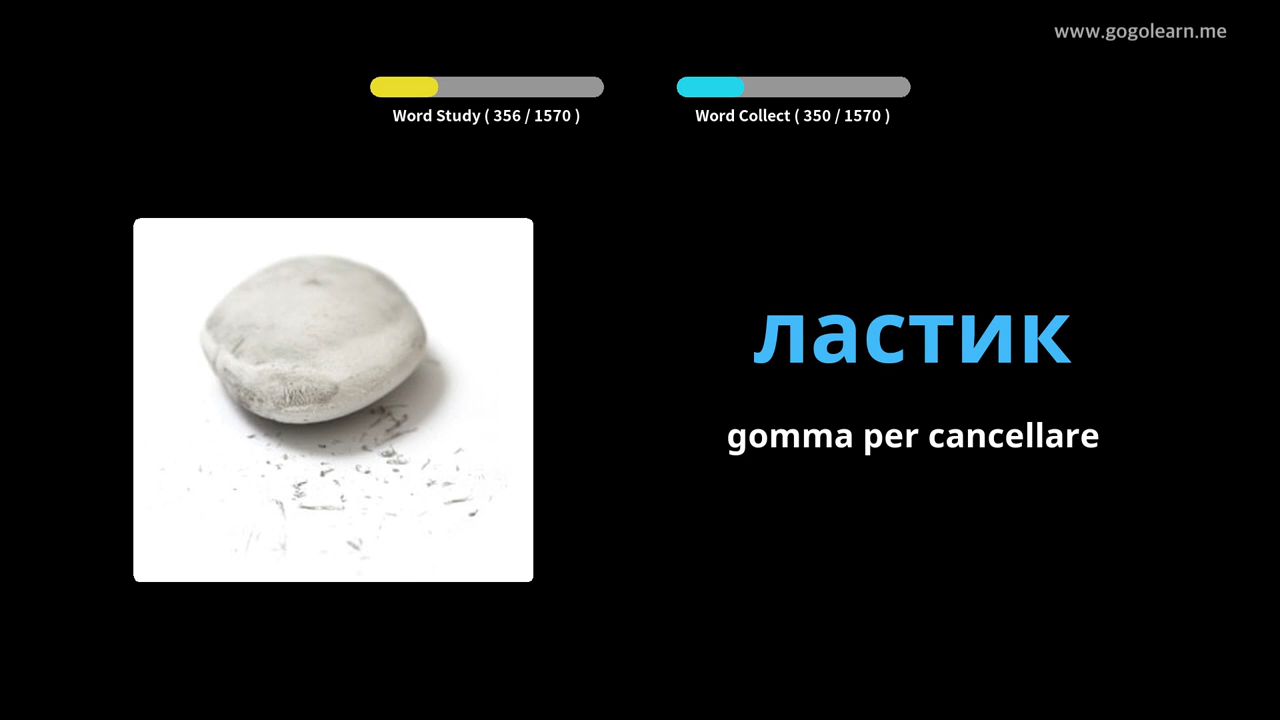 www.gogolearn.me
Word Study ( 356 / 1570 )
Word Collect ( 350 / 1570 )
ластик
gomma per cancellare